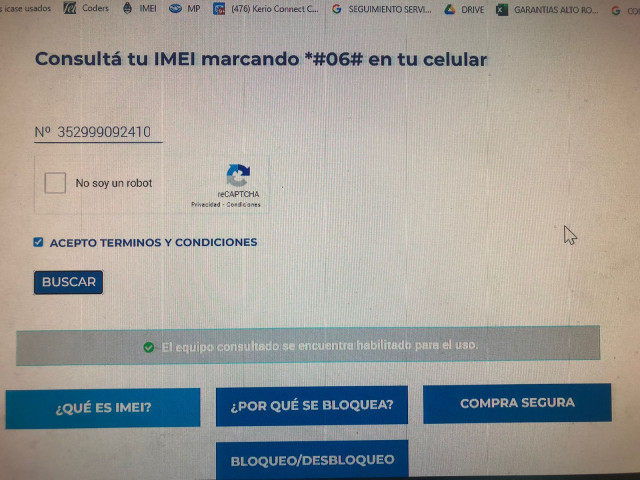 s icase usados Coders IMEI MP (476) Kerio Connect C... SEGUIMIENTO SERVI... DRIVE GARANTIAS ALTO RO...
Consultá tu IMEI marcando *#06# en tu celular
Nº 352999092410
No soy un robot
reCAPTCHA
Privacidad - Condiciones
ACEPTO TERMINOS Y CONDICIONES
BUSCAR
El equipo consultado se encuentra habilitado para el uso.
¿QUÉ ES IMEI? ¿POR QUÉ SE BLOQUEA? COMPRA SEGURA
BLOQUEO/DESBLOQUEO